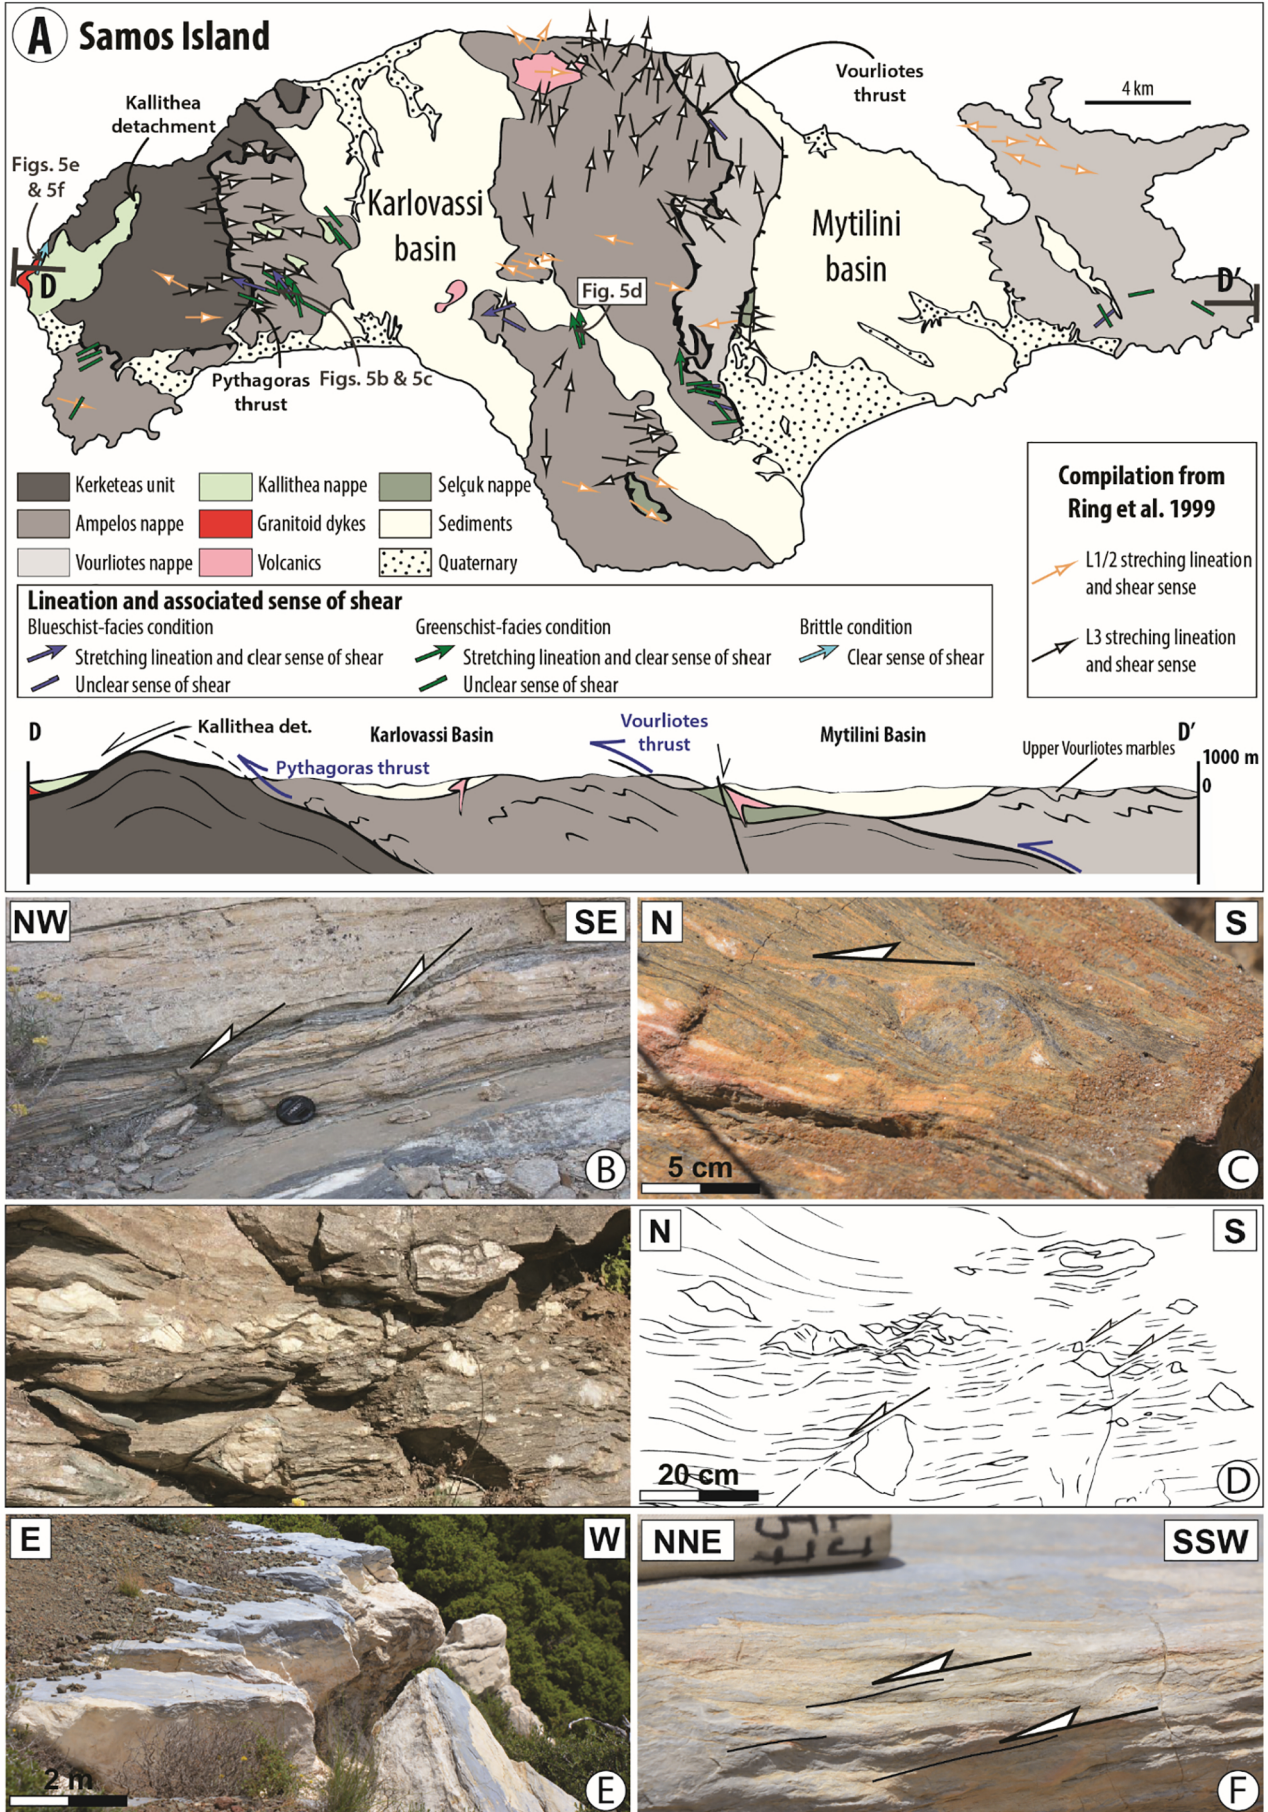 A Samos Island
Vourliotes
thrust
4 km
Kallithea
detachment
Figs. 5e
& 5f
Karlovassi
basin
Mytilini
basin
D
Fig. 5d
D'
Pythagoras
thrust
Figs. 5b & 5c
Kerketeas unit
Kallithea nappe
Selçuk nappe
Ampelos nappe
Granitoid dykes
Sediments
Vourliotes nappe
Volcanics
Quaternary
Compilation from
Ring et al. 1999
L1/2 streching lineation
and shear sense
L3 streching lineation
and shear sense
Lineation and associated sense of shear
Blueschist-facies condition
Stretching lineation and clear sense of shear
Unclear sense of shear
Greenschist-facies condition
Stretching lineation and clear sense of shear
Unclear sense of shear
Brittle condition
Clear sense of shear
D
Kallithea det.
Karlovassi Basin
Vourliotes
thrust
Mytilini Basin
Upper Vourliotes marbles
D'
1000 m
0
Pythagoras thrust
NW
SE
B
N
S
5 cm
C
N
S
20 cm
D
E
W
2 m
E
NNE
SSW
F